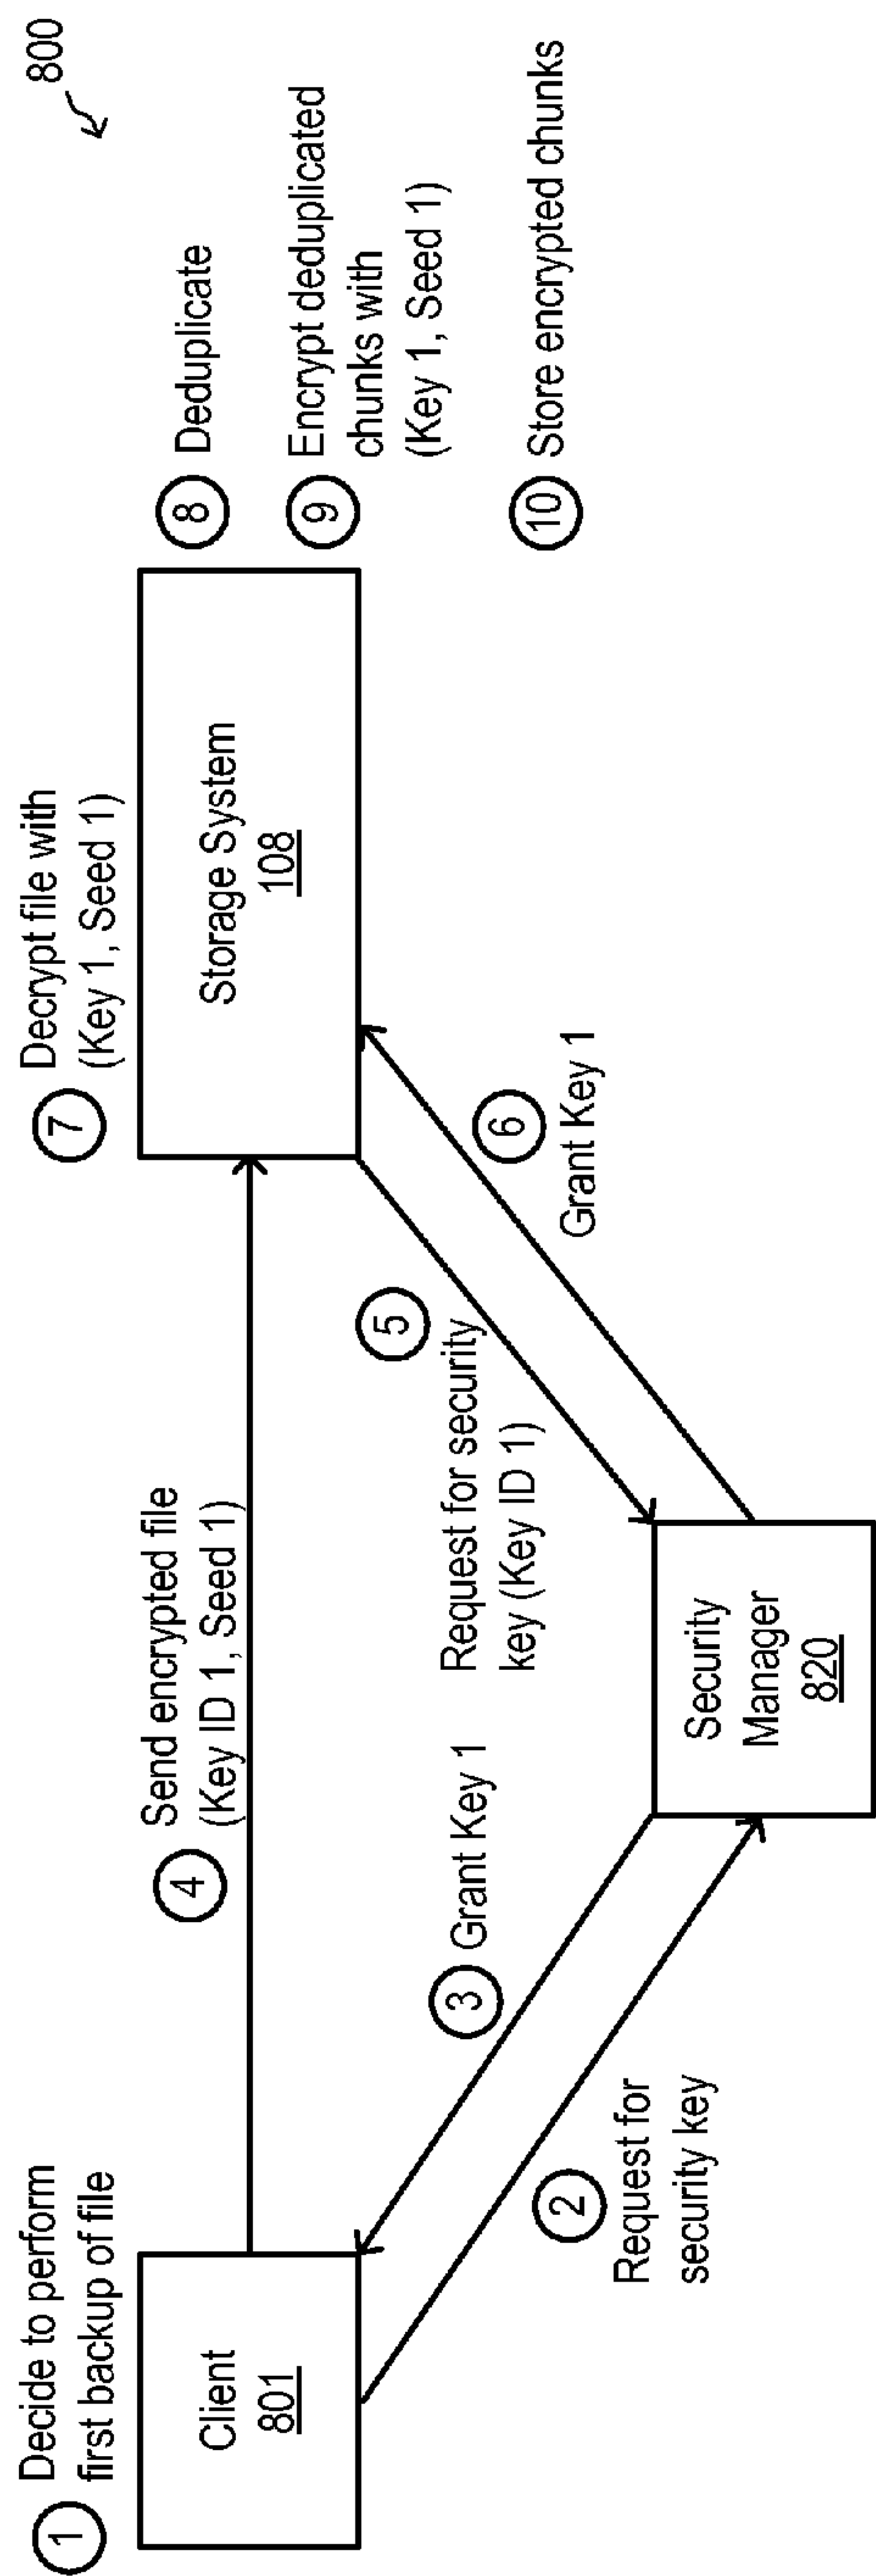 800
1 Decide to perform
first backup of file
Client
801
2
Request for
security key
3 Grant Key 1
4 Send encrypted file
(Key ID 1, Seed 1)
5
Request for security
key (Key ID 1)
6
Grant Key 1
Security
Manager
820
7 Decrypt file with
(Key 1, Seed 1)
Storage System
108
8 Deduplicate
9 Encrypt deduplicated
chunks with
(Key 1, Seed 1)
10 Store encrypted chunks